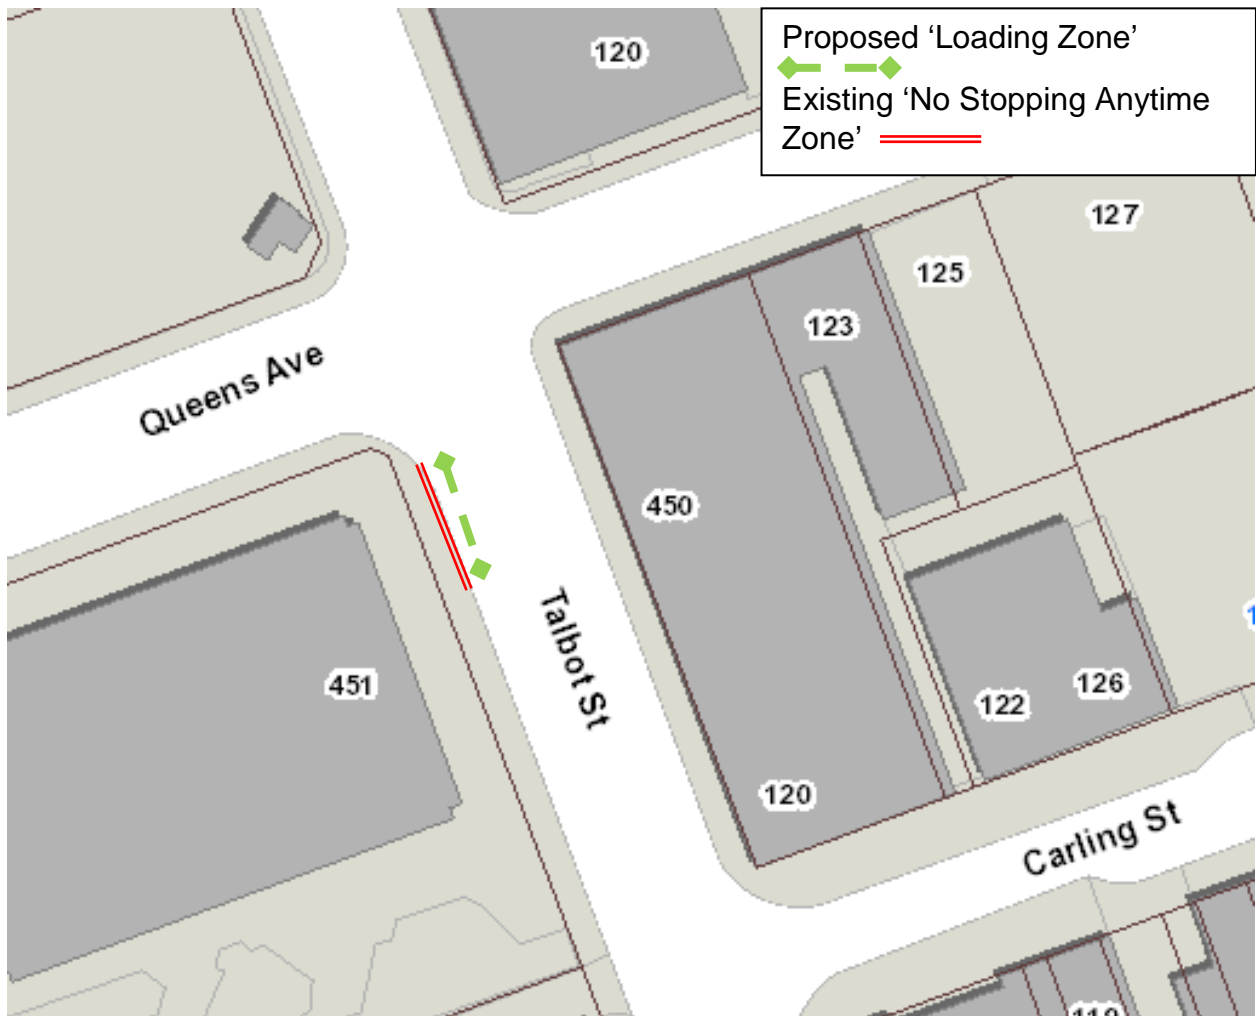 Proposed ‘Loading Zone’
Existing ‘No Stopping Anytime
Zone’
120
127
125
123
Queens Ave
450
Talbot St
451
126
122
120
Carling St